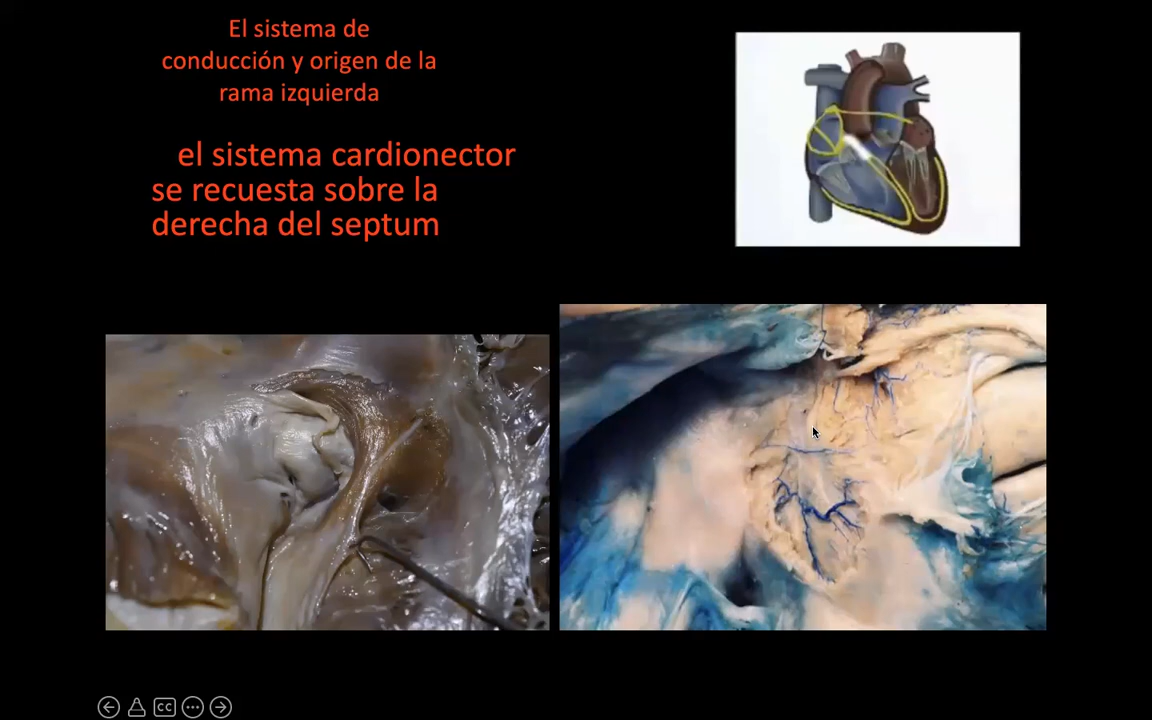 El sistema de
conducción y origen de la
rama izquierda
el sistema cardionector
se recuesta sobre la
derecha del septum
CC